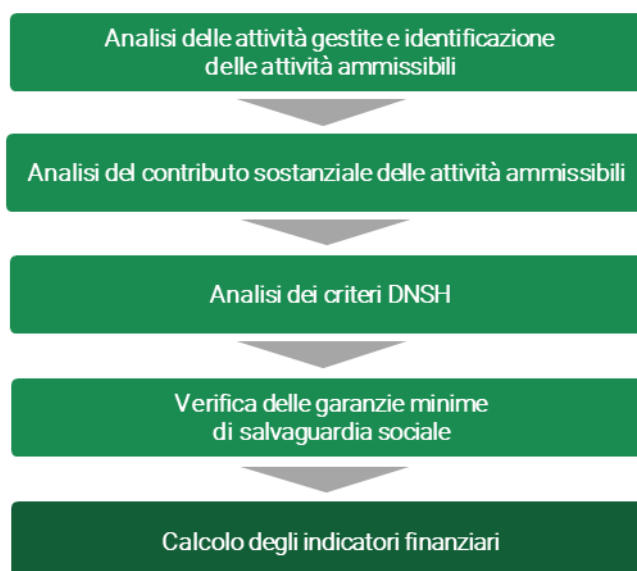 Analisi delle attività gestite e identificazione
delle attività ammissibili
Analisi del contributo sostanziale delle attività ammissibili
Analisi dei criteri DNSH
Verifica delle garanzie minime
di salvaguardia sociale
Calcolo degli indicatori finanziari